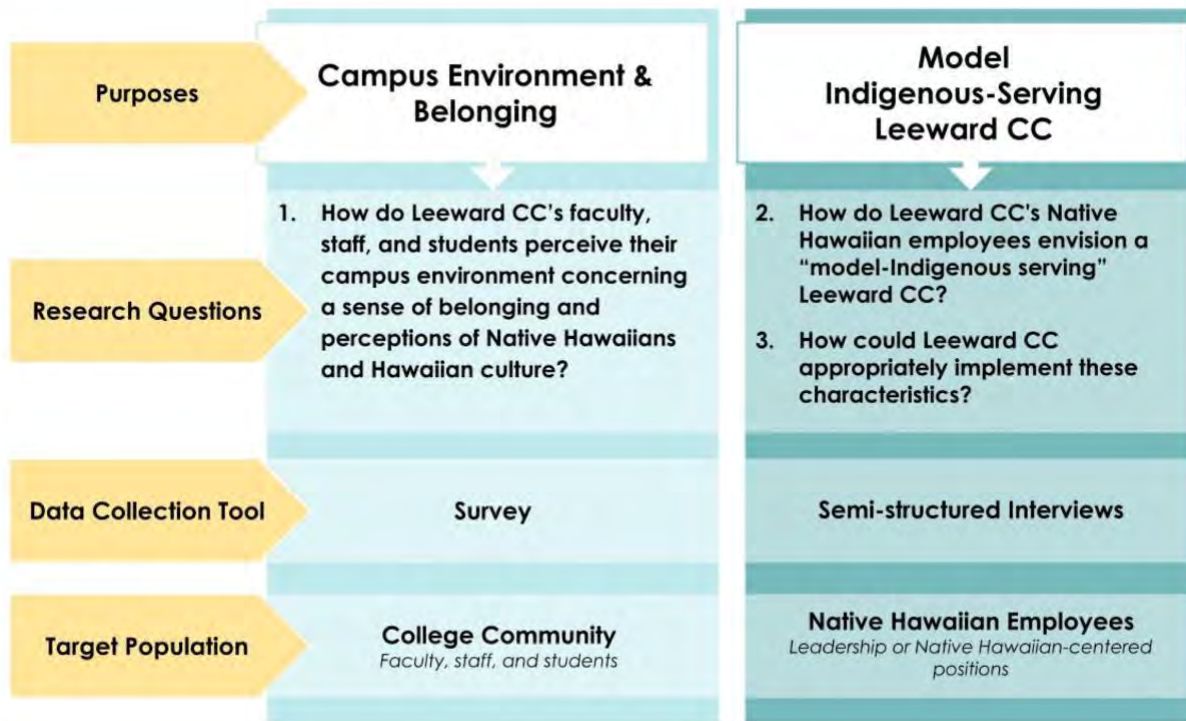 Purposes
Campus Environment &
Belonging
Model
Indigenous-Serving
Leeward CC
Research Questions
1. How do Leeward CC's faculty,
staff, and students perceive their
campus environment concerning
a sense of belonging and
perceptions of Native Hawaiians
and Hawaiian culture?
2. How do Leeward CC's Native
Hawaiian employees envision a
“model-Indigenous serving”
Leeward CC?
3. How could Leeward CC
appropriately implement these
characteristics?
Data Collection Tool
Survey
Semi-structured Interviews
Target Population
College Community
Faculty, staff, and students
Native Hawaiian Employees
Leadership or Native Hawaiian-centered
positions